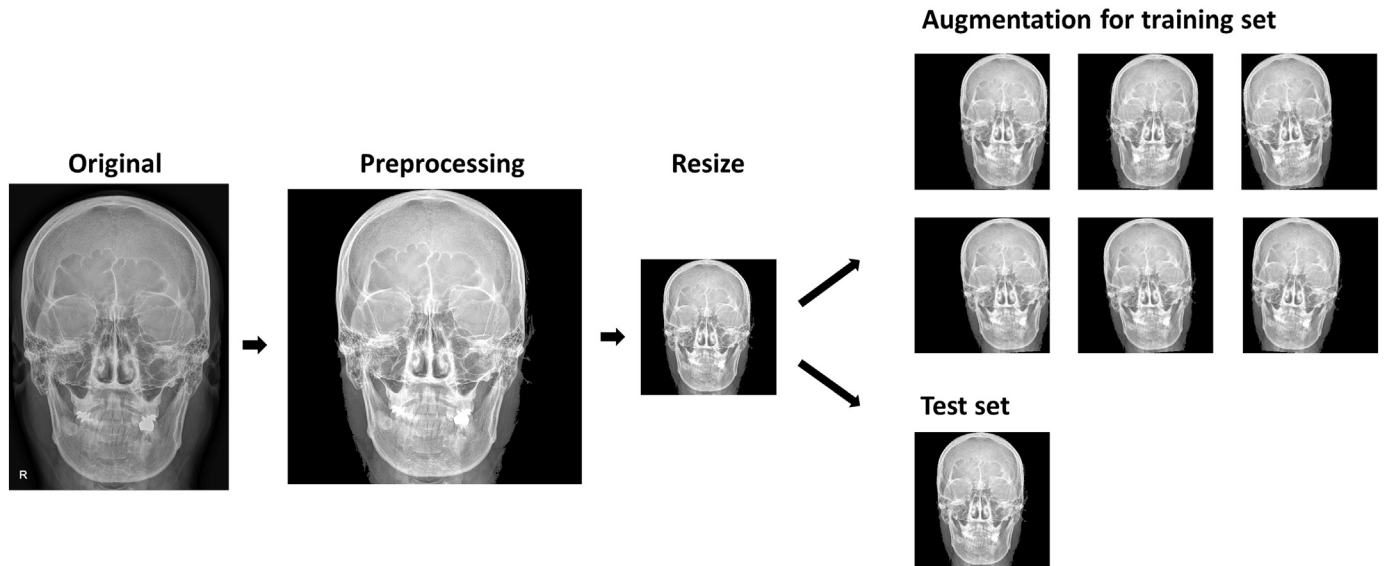 Augmentation for training set
Original
Preprocessing
Resize
R
Test set